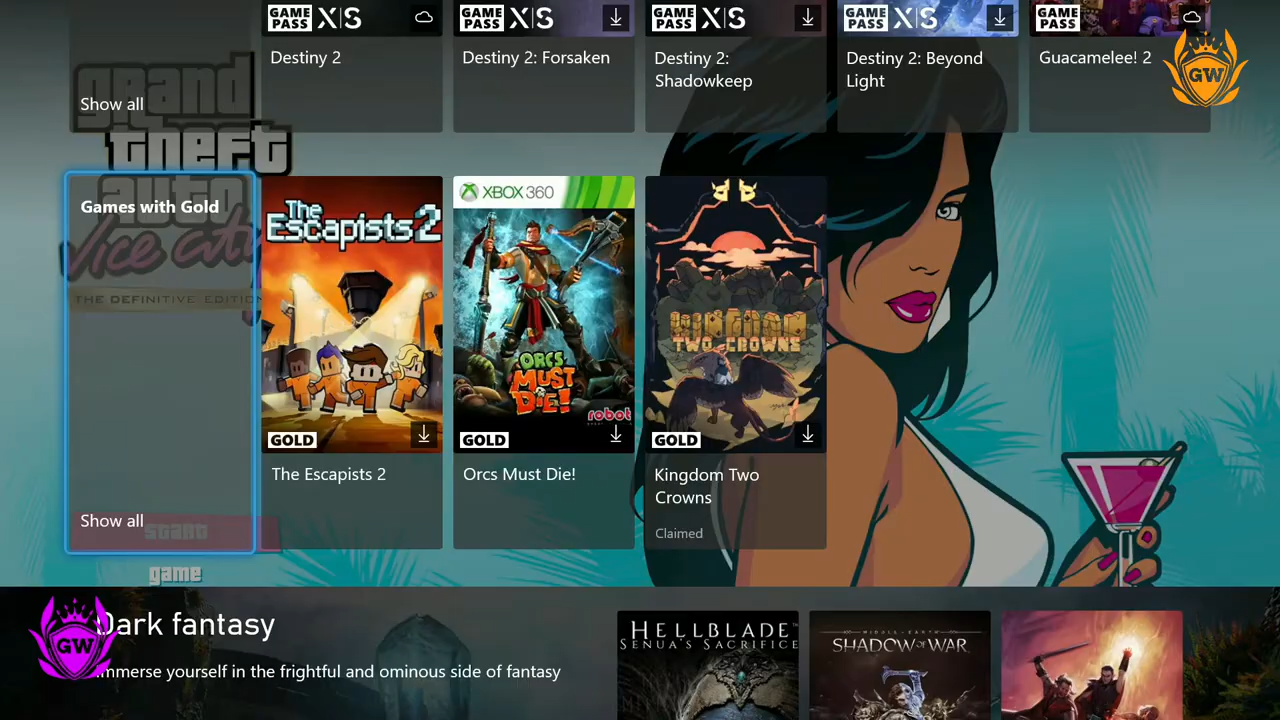 GAME PASS X|S
GAME PASS X|S
GAME PASS X|S
GAME PASS X|S
GAME PASS
Destiny 2
Destiny 2: Forsaken
Destiny 2:
Shadowkeep
Destiny 2: Beyond
Light
Guacamelee! 2
GW
Show all
grand
theft
auto
Vice City
THE DEFINITIVE EDITION
Games with Gold
Show all
start
game
The
Escapists 2
GOLD
The Escapists 2
XBOX 360
ORCS
MUST
DIE!
robot
GOLD
Orcs Must Die!
KINGDOM
TWO CROWNS
GOLD
Kingdom Two
Crowns
Claimed
GW
Dark fantasy
Immerse yourself in the frightful and ominous side of fantasy
HELLBLADE
SENUA'S SACRIFICE
MIDDLE-EARTH
SHADOW OF WAR